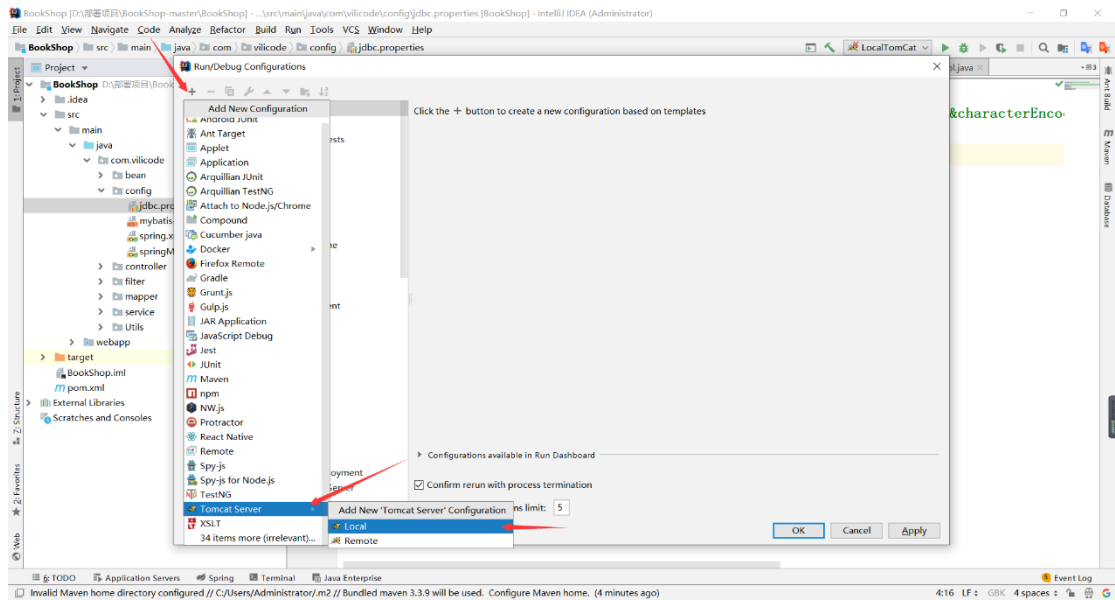 BookShop [D:\部署项目\BookShop-master\BookShop] - ...\src\main\java\com\vilicode\config\jdbc.properties [BookShop] - IntelliJ IDEA (Administrator)
File Edit View Navigate Code Analyze Refactor Build Run Tools VCS Window Help
BookShop src main java com vilicode config jdbc.properties
LocalTomCat
Project
Run/Debug Configurations
ol.java
BookShop D:\部署项目\Book
.idea
src
main
java
com.vilicode
bean
config
jdbc.pro
mybatis
spring.x
springM
controller
filter
mapper
service
Utils
webapp
target
BookShop.iml
pom.xml
External Libraries
Scratches and Consoles
Add New Configuration
Android JUnit
Ant Target
Applet
Application
Arquillian JUnit
Arquillian TestNG
Attach to Node.js/Chrome
Compound
Cucumber java
Docker
Firefox Remote
Gradle
Grunt.js
Gulp.js
JAR Application
JavaScript Debug
Jest
JUnit
Maven
npm
NW.js
Protractor
React Native
Remote
Spy-js
Spy-js for Node.js
TestNG
Tomcat Server
XSLT
34 items more (irrelevant)...
ests
ne
ent
oyment
Server
Click the + button to create a new configuration based on templates
&characterEnco
Configurations available in Run Dashboard
Confirm rerun with process termination
ns limit: 5
Add New 'Tomcat Server' Configuration
Local
Remote
OK Cancel Apply
1: Project
7: Structure
2: Favorites
Web
Ant Build
Maven
Database
6: TODO Application Servers Spring Terminal Java Enterprise
5 Event Log
Invalid Maven home directory configured // C:/Users/Administrator/.m2 // Bundled maven 3.3.9 will be used. Configure Maven home. (4 minutes ago)
4:16 LF GBK 4 spaces